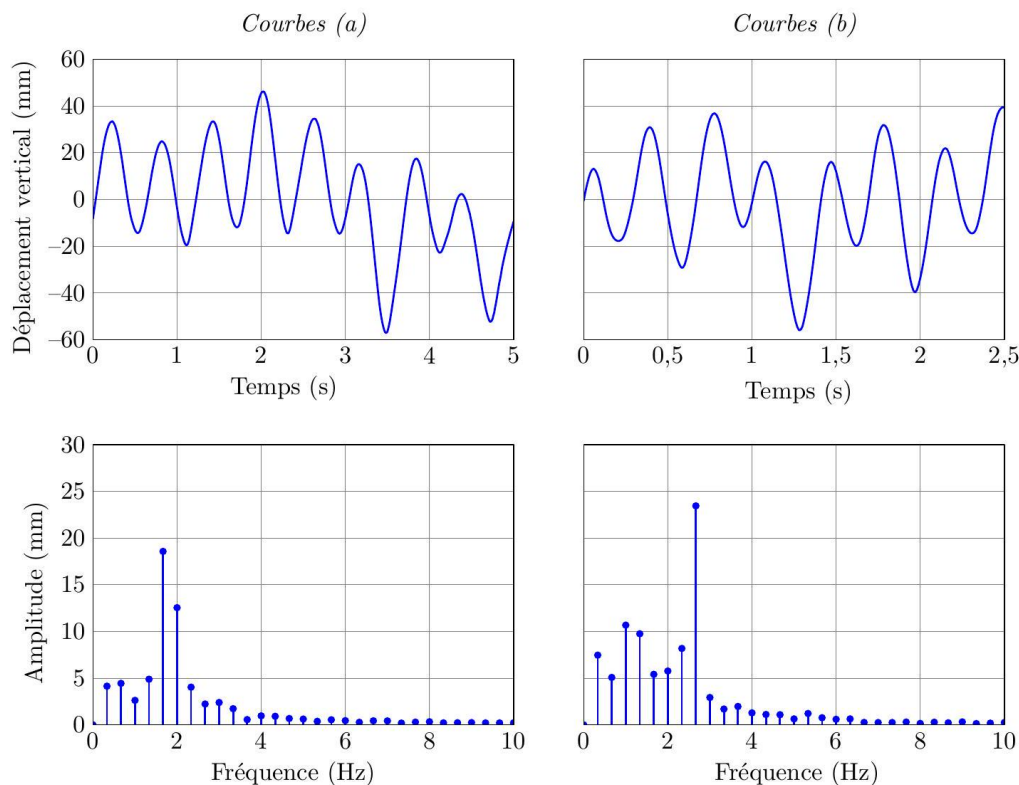 Courbes (a)
Courbes (b)
Déplacement vertical (mm)
60
40
20
0
−20
−40
−60
0 1 2 3 4 5
Temps (s)
0 0,5 1 1,5 2 2,5
Temps (s)
Amplitude (mm)
30
25
20
15
10
5
0
0 2 4 6 8 10
Fréquence (Hz)
0 2 4 6 8 10
Fréquence (Hz)